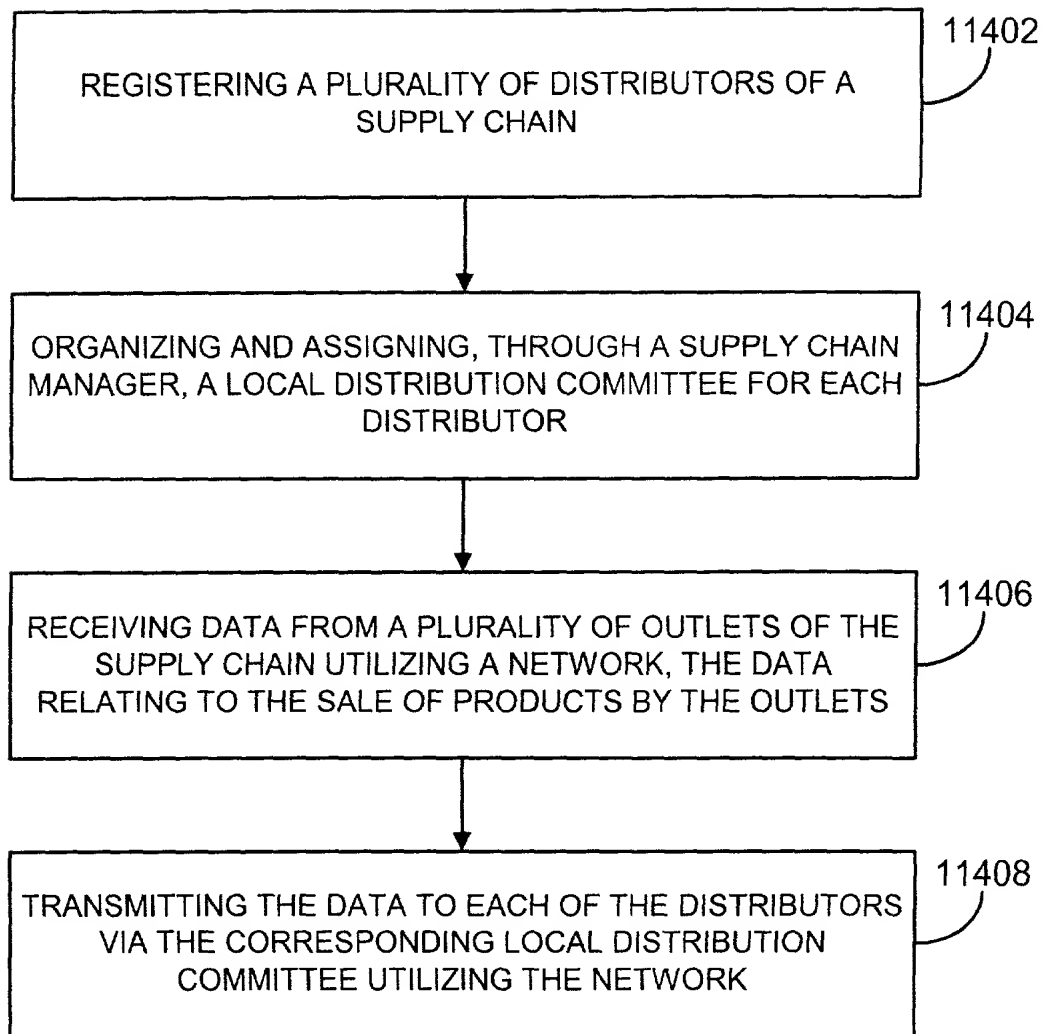 11402
REGISTERING A PLURALITY OF DISTRIBUTORS OF A
SUPPLY CHAIN
11404
ORGANIZING AND ASSIGNING, THROUGH A SUPPLY CHAIN
MANAGER, A LOCAL DISTRIBUTION COMMITTEE FOR EACH
DISTRIBUTOR
11406
RECEIVING DATA FROM A PLURALITY OF OUTLETS OF THE
SUPPLY CHAIN UTILIZING A NETWORK, THE DATA
RELATING TO THE SALE OF PRODUCTS BY THE OUTLETS
11408
TRANSMITTING THE DATA TO EACH OF THE DISTRIBUTORS
VIA THE CORRESPONDING LOCAL DISTRIBUTION
COMMITTEE UTILIZING THE NETWORK